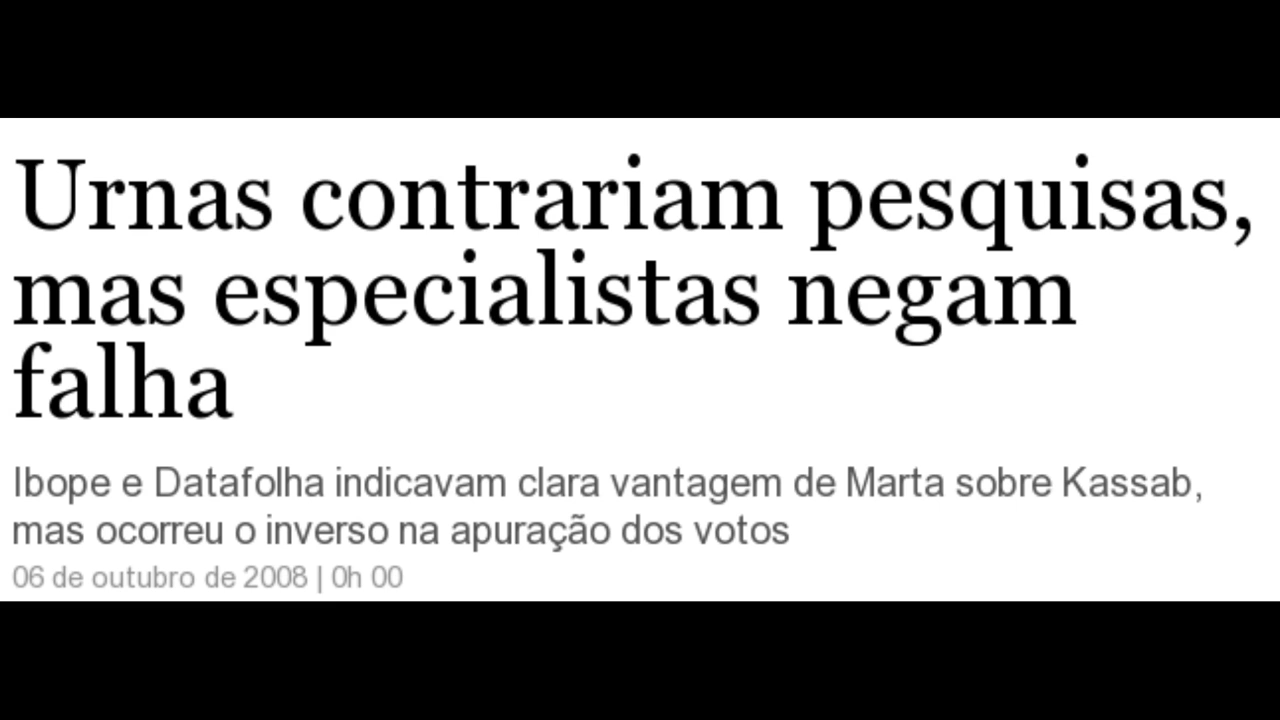 Urnas contrariam pesquisas,
mas especialistas negam
falha
Ibope e Datafolha indicavam clara vantagem de Marta sobre Kassab,
mas ocorreu o inverso na apuração dos votos
06 de outubro de 2008 | 0h 00